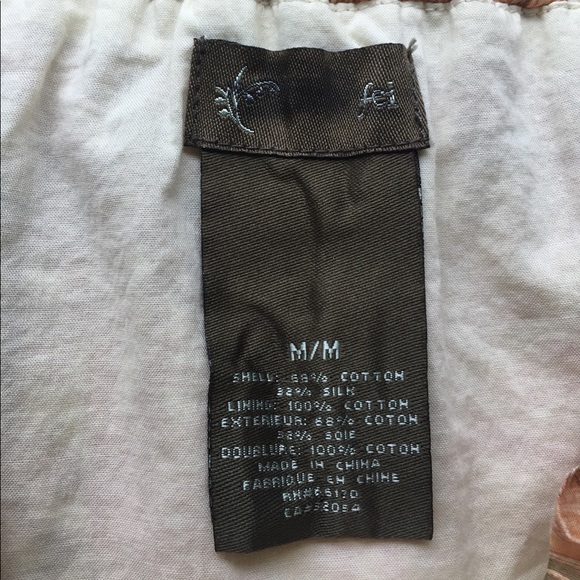 fei
M/M
SHELL: 68% COTTON
32% SILK
LINING: 100% COTTON
EXTERIEUR: 68% COTON
32% SOIE
DOUBLURE: 100% COTON
MADE IN CHINA
FABRIQUE EN CHINE